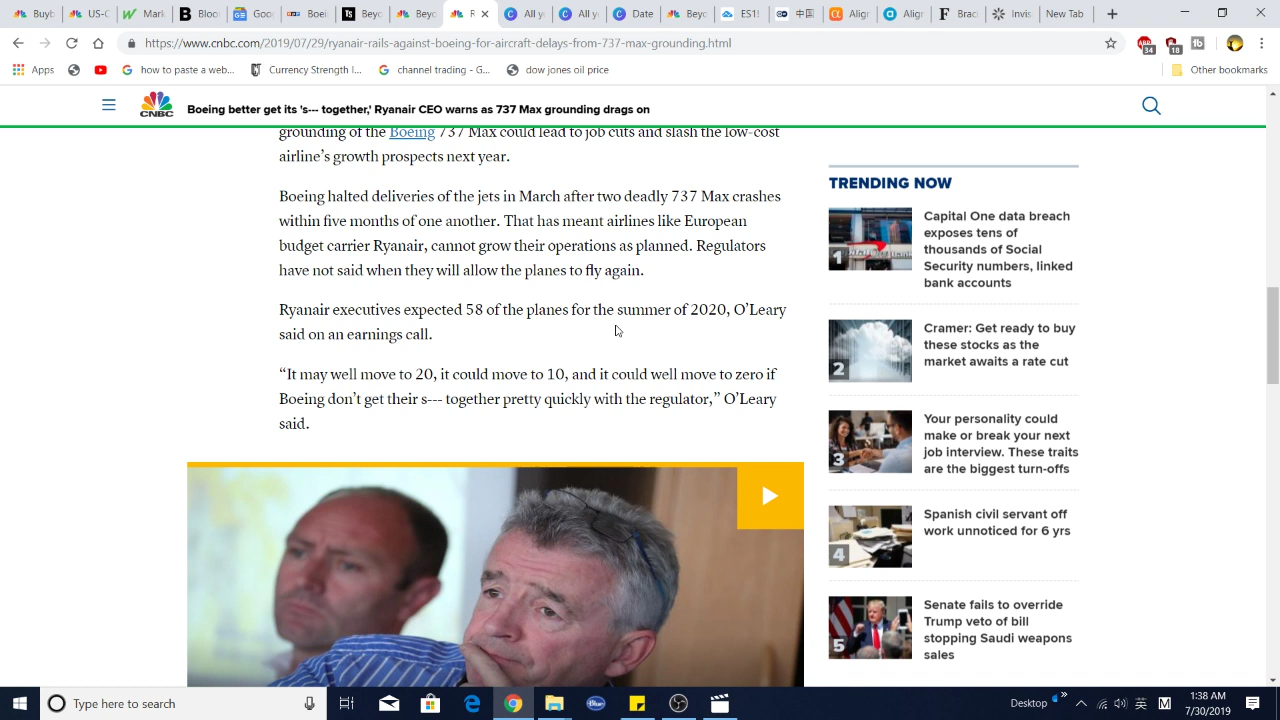 Buy
US
W
Key
Ts
Bey
R
Boei
Drag
Beyc
ES1!
中国
Align
Align
https://www.cnbc.com/2019/07/29/ryanair-rails-against-boeing-for-aircraft-delays-from-737-max-grounding.html
34
18
Apps
how to paste a web...
Currency Strength I...
channel trading - G...
dow jones oil price
Other bookmarks
CNBC
Boeing better get its 's--- together,' Ryanair CEO warns as 737 Max grounding drags on
grounding of the Boeing 737 Max could lead to job cuts and slash the low-cost
airline's growth prospects next year.
Boeing halted deliveries of the jets in March after two deadly 737 Max crashes
within five months of one another. That has meant airlines like European
budget carrier Ryanair, cannot grow their operations as planned. Regulators
have not said when they will allow the planes to fly again.
Ryanair executives expected 58 of the planes for the summer of 2020, O'Leary
said on an earnings call.
“It may well move to 20, it could move to 10, and it could well move to zero if
Boeing don't get their s--- together pretty quickly with the regulator,” O'Leary
said.
TRENDING NOW
1
Capital One data breach
exposes tens of
thousands of Social
Security numbers, linked
bank accounts
2
Cramer: Get ready to buy
these stocks as the
market awaits a rate cut
3
Your personality could
make or break your next
job interview. These traits
are the biggest turn-offs
4
Spanish civil servant off
work unnoticed for 6 yrs
5
Senate fails to override
Trump veto of bill
stopping Saudi weapons
sales
Type here to search
Desktop
»
英
M
1:38 AM
7/30/2019